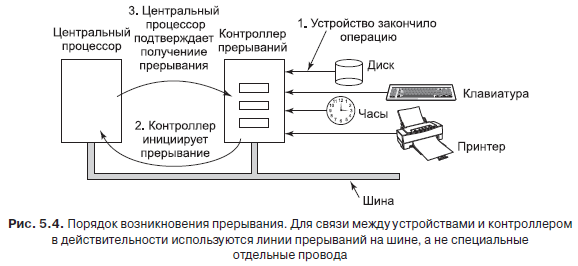 3. Центральный
процессор
подтверждает
получениие
прерывания
Центральный
процессор
Контроллер
прерываний
1. Устройство закончило
операцию
Диск
Клавиатура
Часы
Принтер
2. Контроллер
инициирует
прерывание
Шина
Рис. 5.4. Порядок возникновения прерывания. Для связи между устройствами и контроллером
в действительности используются линии прерываний на шине, а не специальные
отдельные провода